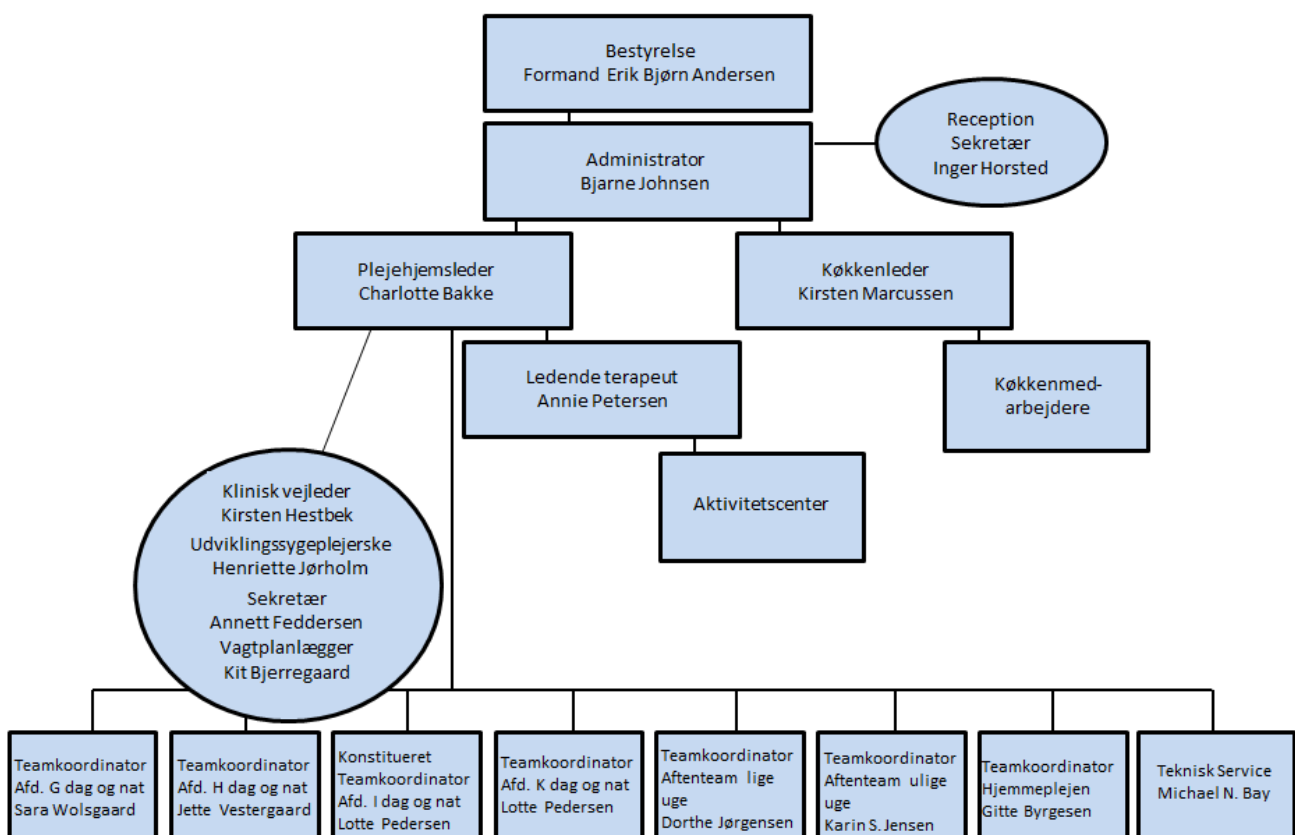 Bestyrelse
Formand Erik Bjørn Andersen
Reception
Sekretær
Inger Horsted
Administrator
Bjarne Johnsen
Plejehjemsleder
Charlotte Bakke
Køkkenleder
Kirsten Marcussen
Ledende terapeut
Annie Petersen
Køkkenmed-
arbejdere
Aktivitetscenter
Klinisk vejleder
Kirsten Hestbek
Udviklingssygeplejerske
Henriette Jørholm
Sekretær
Annett Feddersen
Vagtplanlægger
Kit Bjerregaard
Teamkoordinator
Afd. G dag og nat
Sara Wolsgaard
Teamkoordinator
Afd. H dag og nat
Jette Vestergaard
Konstitueret
Teamkoordinator
Afd. I dag og nat
Lotte Pedersen
Teamkoordinator
Afd. K dag og nat
Lotte Pedersen
Teamkoordinator
Aftenteam lige
uge
Dorthe Jørgensen
Teamkoordinator
Aftenteam ulige
uge
Karin S. Jensen
Teamkoordinator
Hjemmeplejen
Gitte Byrgesen
Teknisk Service
Michael N. Bay